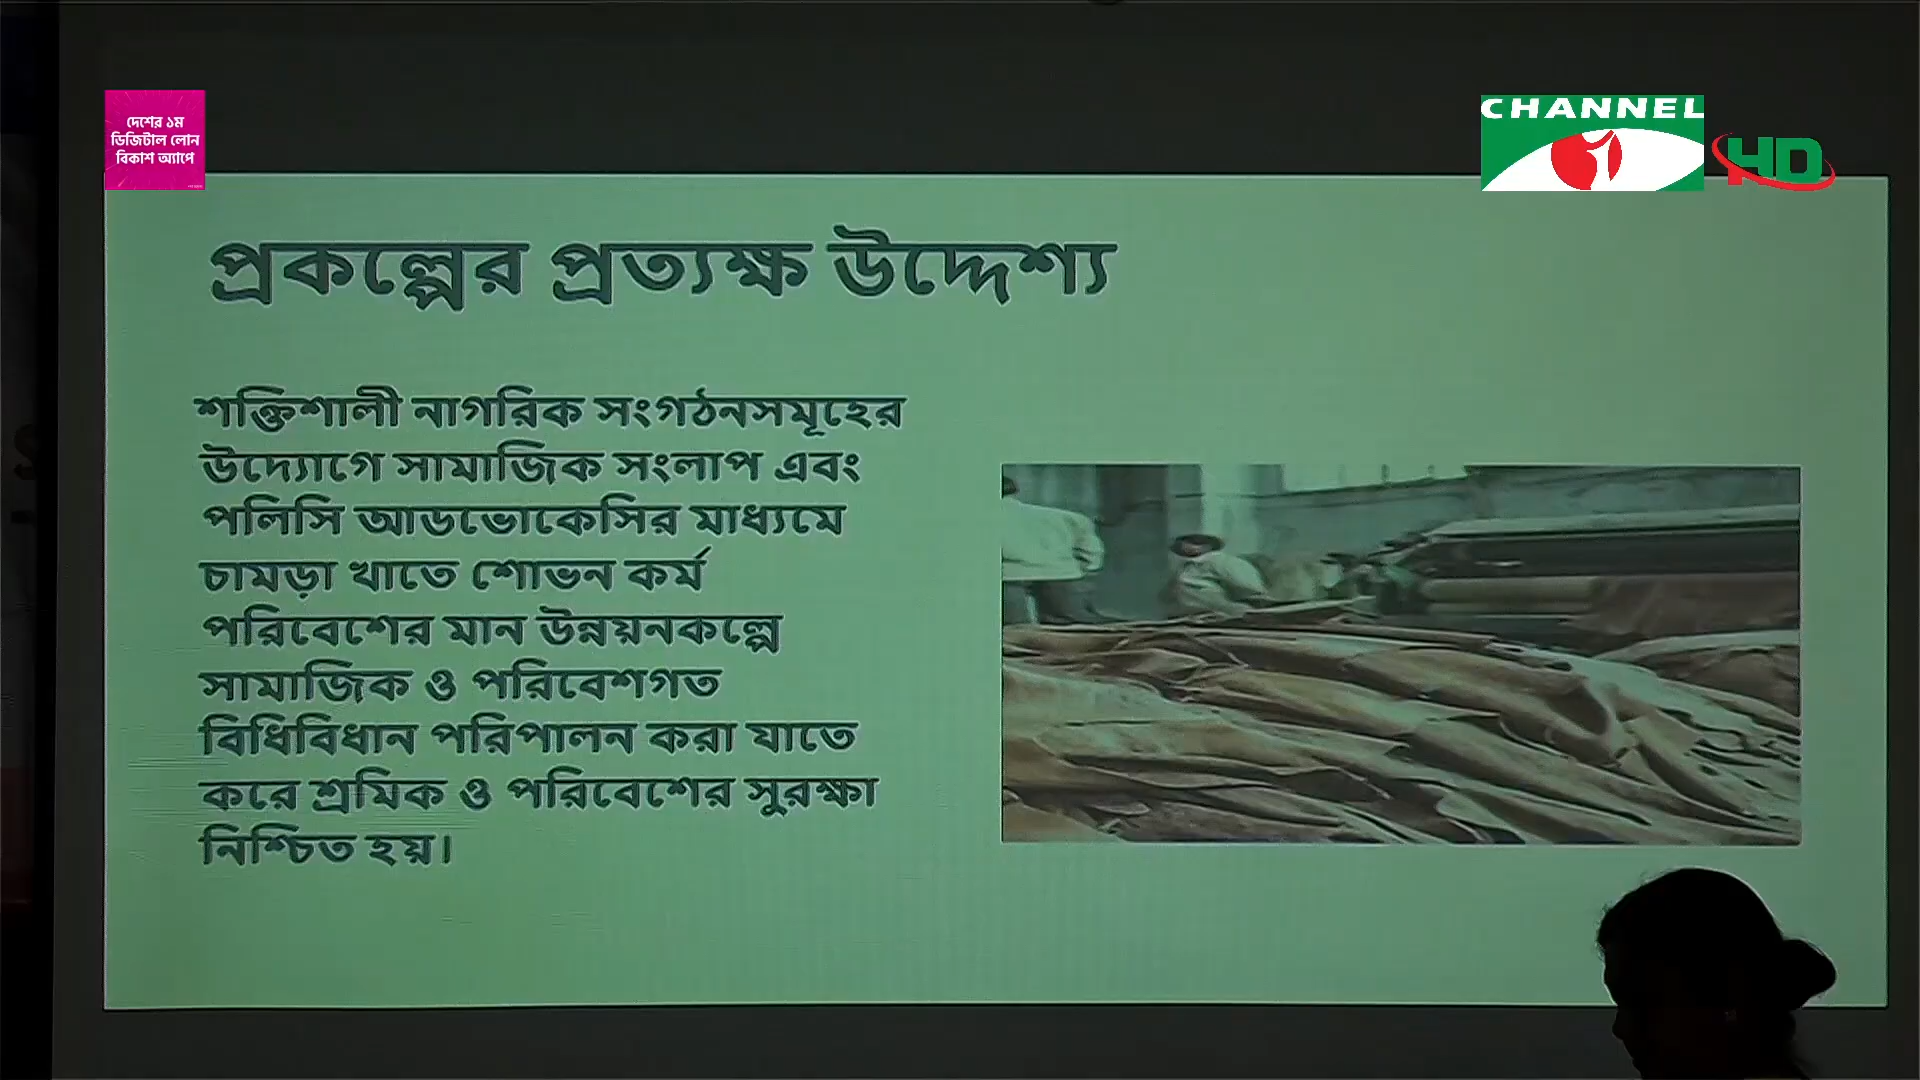 দেশের ১ম
ডিজিটাল লোন
বিকাশ অ্যাপে
CHANNEL
HD
প্রকল্পের প্রত্যক্ষ উদ্দেশ্য
শক্তিশালী নাগরিক সংগঠনসমূহের
উদ্যোগে সামাজিক সংলাপ এবং
পলিসি আডভোকেসির মাধ্যমে
চামড়া খাতে শোভন কর্ম
পরিবেশের মান উন্নয়নকল্পে
সামাজিক ও পরিবেশগত
বিধিবিধান পরিপালন করা যাতে
করে শ্রমিক ও পরিবেশের সুরক্ষা
নিশ্চিত হয়।